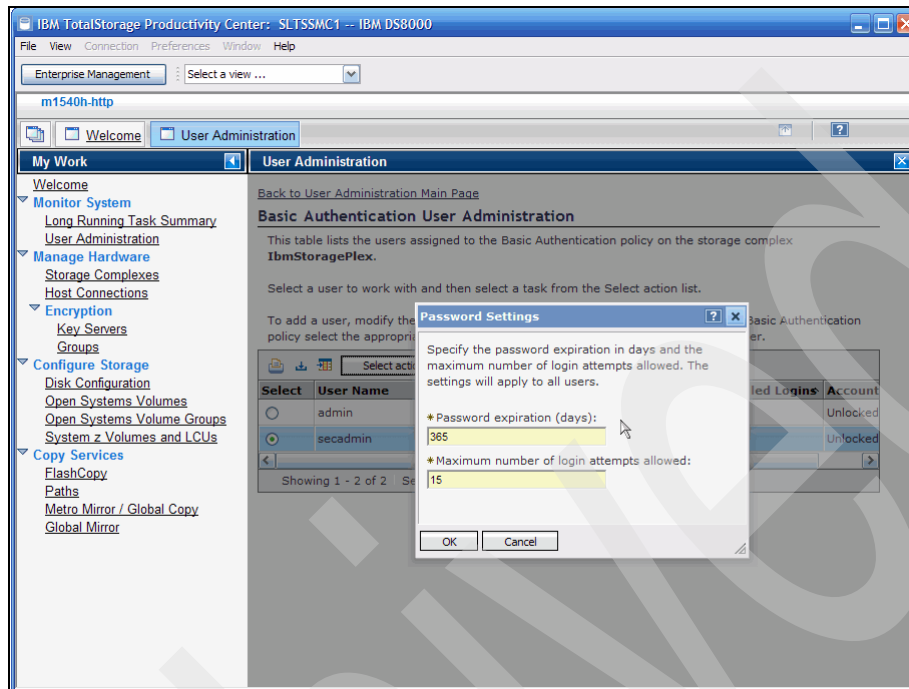 IBM TotalStorage Productivity Center: SLTSSMC1 -- IBM DS8000
File View Connection Preferences Window Help
Enterprise Management
Select a view ...
m1540h-http
Welcome
User Administration
My Work
User Administration
Welcome
Monitor System
Long Running Task Summary
User Administration
Manage Hardware
Storage Complexes
Host Connections
Encryption
Key Servers
Groups
Configure Storage
Disk Configuration
Open Systems Volumes
Open Systems Volume Groups
System z Volumes and LCUs
Copy Services
FlashCopy
Paths
Metro Mirror / Global Copy
Global Mirror
Back to User Administration Main Page
Basic Authentication User Administration
This table lists the users assigned to the Basic Authentication policy on the storage complex
IbmStoragePlex.
Select a user to work with and then select a task from the Select action list.
To add a user, modify the
Basic Authentication
policy select the
Select
User Name
Logins
Account
admin
Unlocked
secadmin
Unlocked
Showing 1 - 2 of 2
Password Settings
Specify the password expiration in days and the
maximum number of login attempts allowed. The
settings will apply to all users.
*Password expiration (days):
365
*Maximum number of login attempts allowed:
15
OK
Cancel